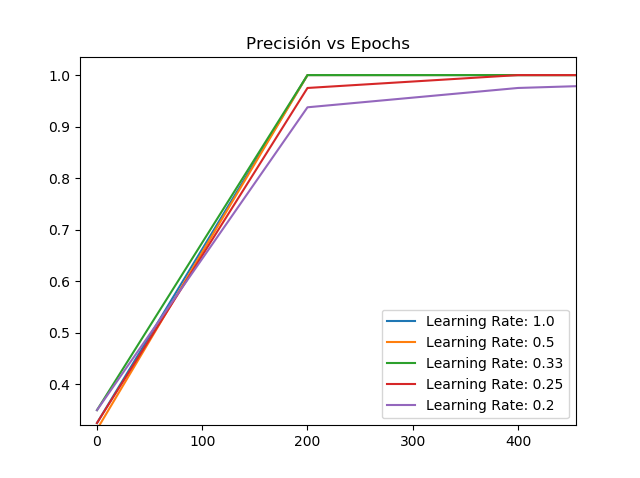 Precisión vs Epochs
1.0
0.9
0.8
0.7
0.6
0.5
0.4
0 100 200 300 400
Learning Rate: 1.0
Learning Rate: 0.5
Learning Rate: 0.33
Learning Rate: 0.25
Learning Rate: 0.2